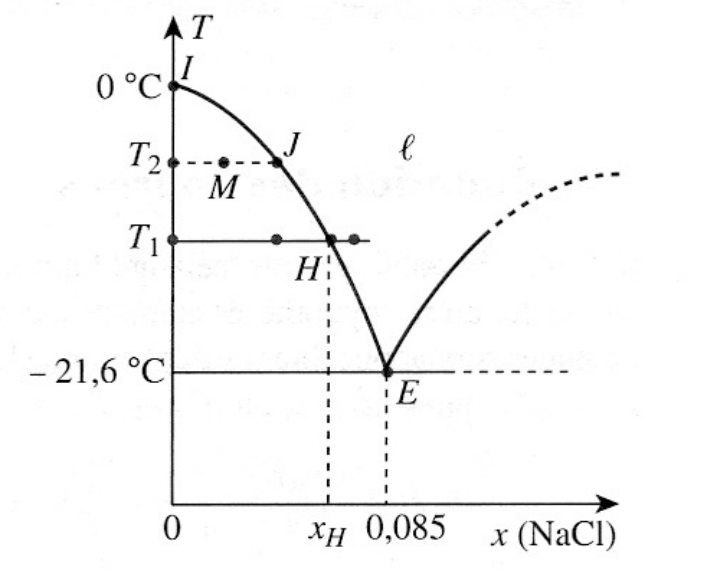 T
0 °C I
T2 J ℓ
M
T1
H
– 21,6 °C
E
0 xH 0,085 x (NaCl)